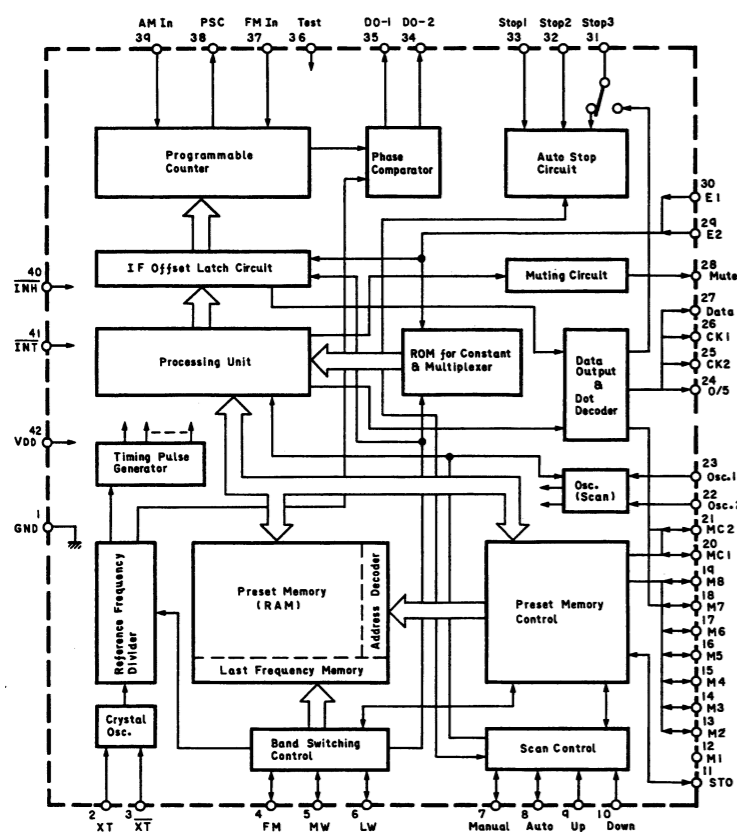 AM In PSC FM In Test DO-1 DO-2 Stop1 Stop2 Stop3
39 38 37 36 35 34 33 32 31
Programmable
Counter
Phase
Comparator
Auto Stop
Circuit
30
E1
29
E2
IF Offset Latch Circuit
Muting Circuit
28
Mute
40
INH
27
Data
26
CK1
25
CK2
24
O/5
41
INT
Processing Unit
ROM for Constant
& Multiplexer
Data
Output
&
Dot
Decoder
42
VDD
Timing Pulse
Generator
Osc.
(Scan)
23
Osc.1
22
1
GND
21
MC2
20
MC1
19
M8
18
M7
17
M6
16
M5
15
M4
14
M3
13
M2
12
M1
11
STO
Reference Frequency
Divider
Preset Memory
(RAM)
Address Decoder
Last Frequency Memory
Preset Memory
Control
Crystal
Osc.
Band Switching
Control
Scan Control
2 3 4 5 6 7 8 9 10
XT XT FM MW LW Manual Auto Up Down